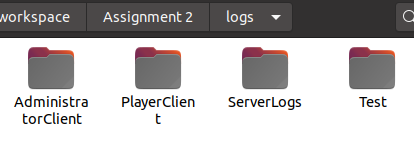 workspace Assignment 2 logs
Administra PlayerClien ServerLogs Test
torClient t